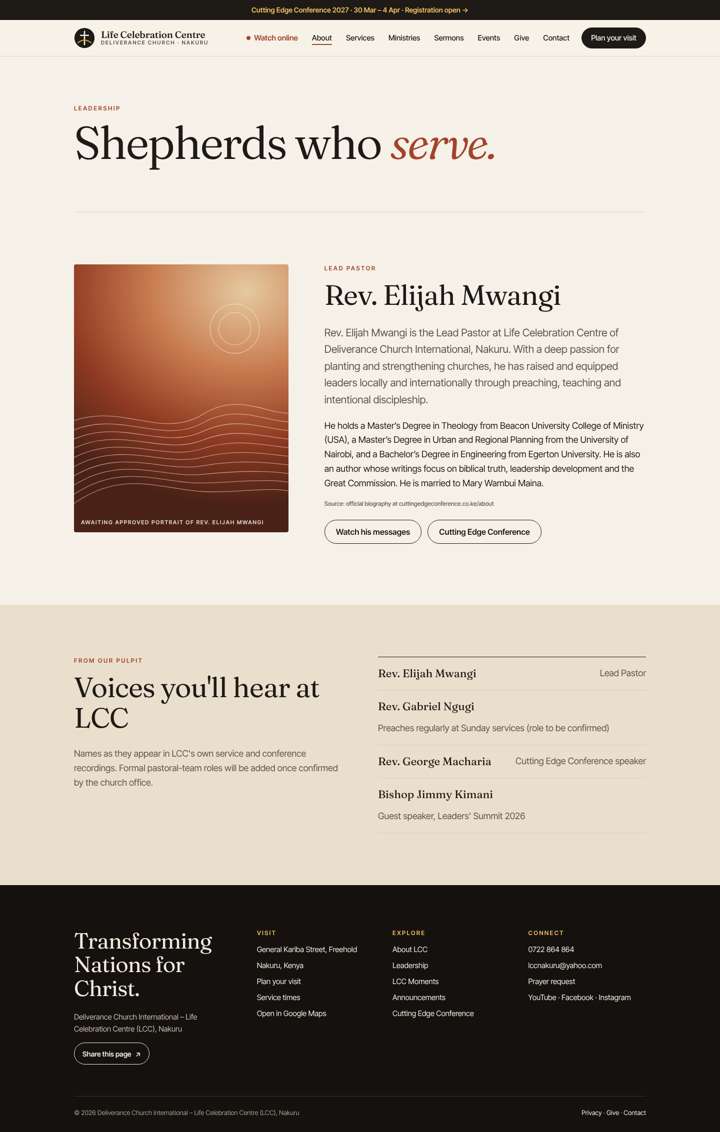 Cutting Edge Conference 2027 · 30 Mar – 4 Apr · Registration open →
Life Celebration Centre
DELIVERANCE CHURCH · NAKURU
Watch online
About
Services
Ministries
Sermons
Events
Give
Contact
Plan your visit
LEADERSHIP
Shepherds who serve.
AWAITING APPROVED PORTRAIT OF REV. ELIJAH MWANGI
LEAD PASTOR
Rev. Elijah Mwangi
Rev. Elijah Mwangi is the Lead Pastor at Life Celebration Centre of
Deliverance Church International, Nakuru. With a deep passion for
planting and strengthening churches, he has raised and equipped
leaders locally and internationally through preaching, teaching and
intentional discipleship.
He holds a Master's Degree in Theology from Beacon University College of Ministry
(USA), a Master's Degree in Urban and Regional Planning from the University of
Nairobi, and a Bachelor's Degree in Engineering from Egerton University. He is also
an author whose writings focus on biblical truth, leadership development and the
Great Commission. He is married to Mary Wambui Maina.
Source: official biography at cuttingedgeconference.co.ke/about
Watch his messages
Cutting Edge Conference
FROM OUR PULPIT
Voices you'll hear at
LCC
Names as they appear in LCC's own service and conference
recordings. Formal pastoral-team roles will be added once confirmed
by the church office.
Rev. Elijah Mwangi
Lead Pastor
Rev. Gabriel Ngugi
Preaches regularly at Sunday services (role to be confirmed)
Rev. George Macharia
Cutting Edge Conference speaker
Bishop Jimmy Kimani
Guest speaker, Leaders' Summit 2026
Transforming
Nations for
Christ.
Deliverance Church International – Life
Celebration Centre (LCC), Nakuru
Share this page ↗
VISIT
General Kariba Street, Freehold
Nakuru, Kenya
Plan your visit
Service times
Open in Google Maps
EXPLORE
About LCC
Leadership
LCC Moments
Announcements
Cutting Edge Conference
CONNECT
0722 864 864
lccnakuru@yahoo.com
Prayer request
YouTube · Facebook · Instagram
© 2026 Deliverance Church International – Life Celebration Centre (LCC), Nakuru
Privacy · Give · Contact